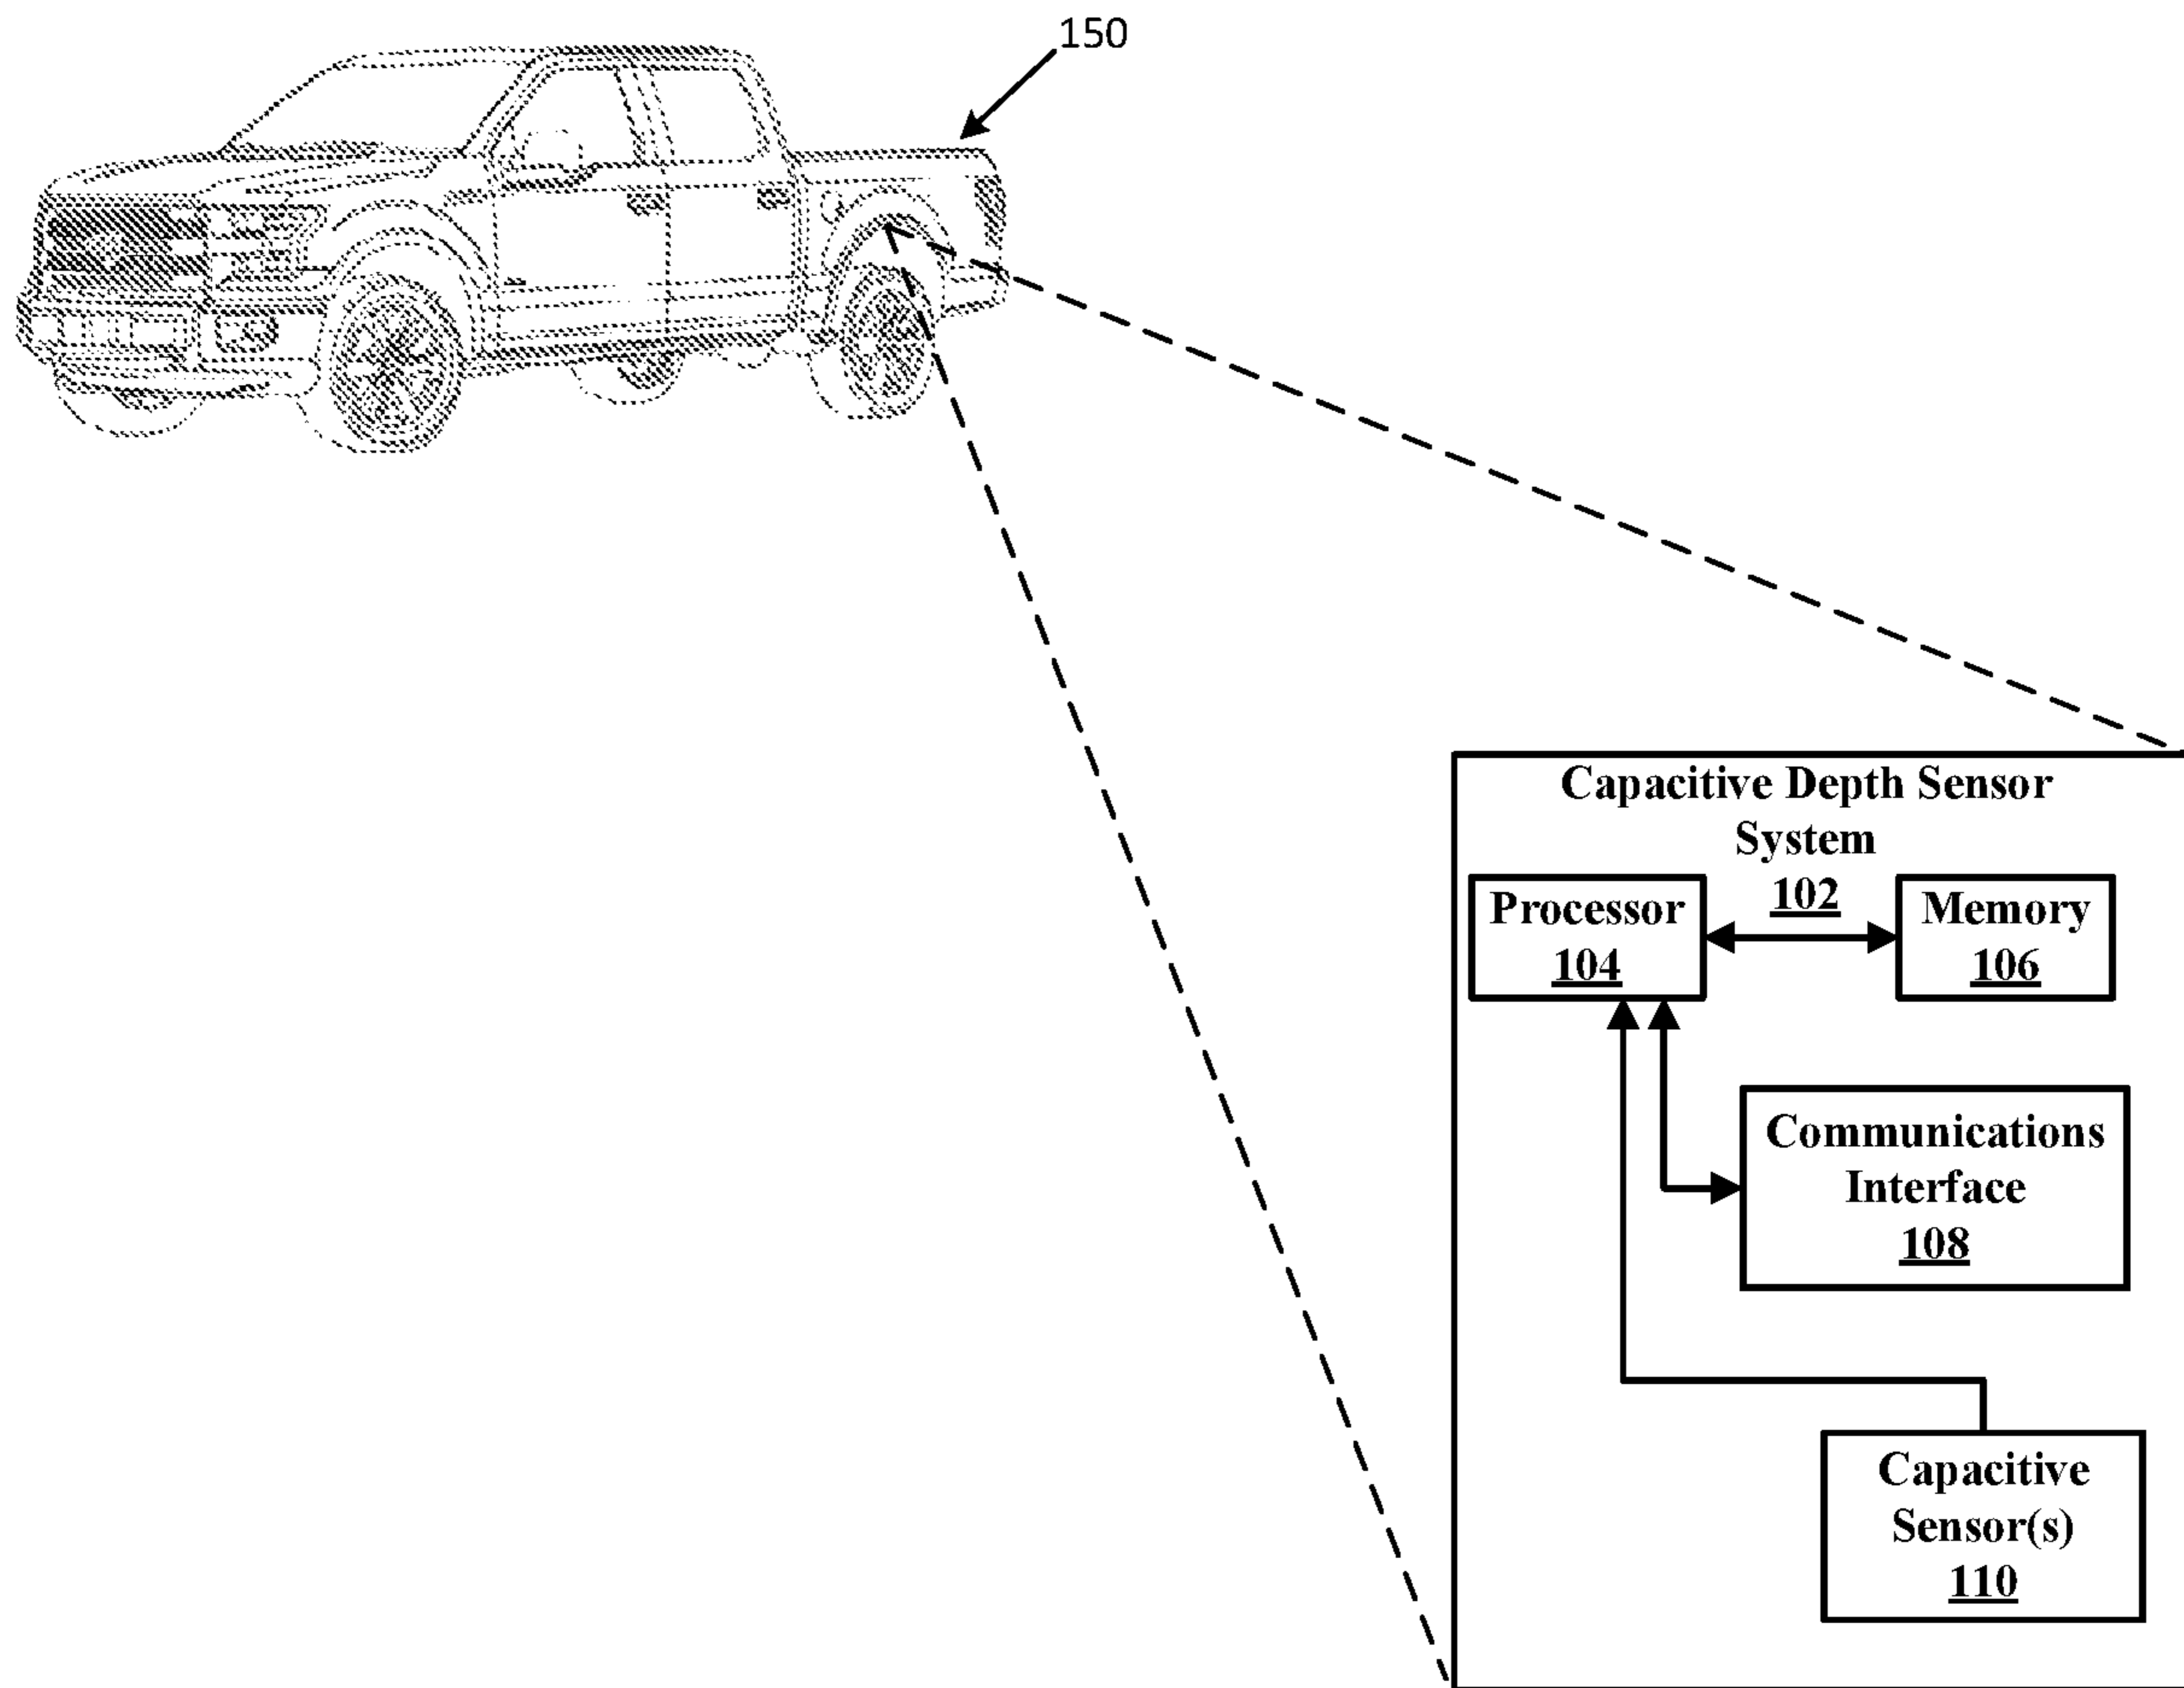 150
Capacitive Depth Sensor
System
102
Processor
104
Memory
106
Communications
Interface
108
Capacitive
Sensor(s)
110